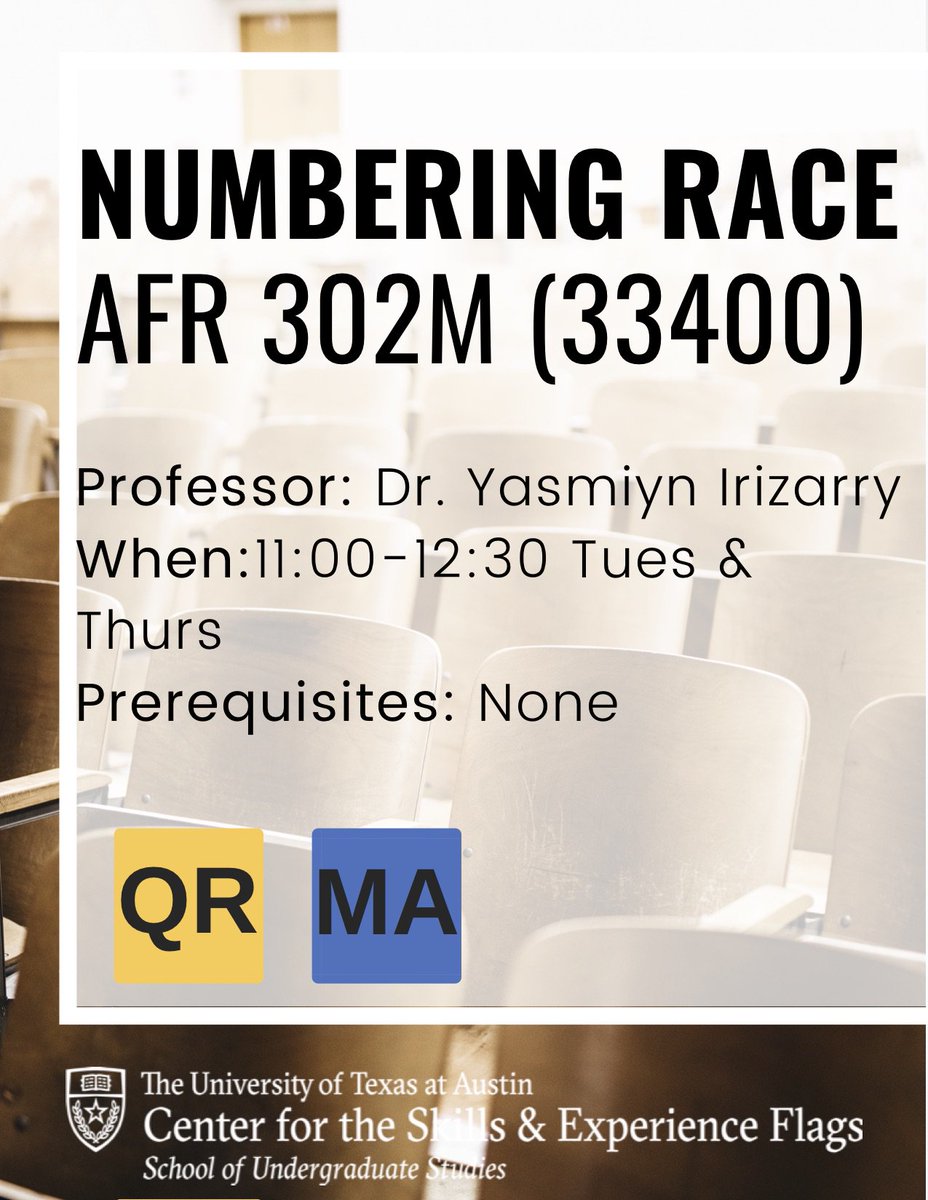 NUMBERING RACE
AFR 302M (33400)
Professor: Dr. Yasmiyn Irizarry
When:11:00-12:30 Tues &
Thurs
Prerequisites: None
QR MA
The University of Texas at Austin
Center for the Skills & Experience Flags
School of Undergraduate Studies